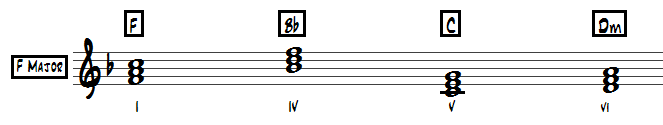 F Bb C Dm
F Major
I IV V VI